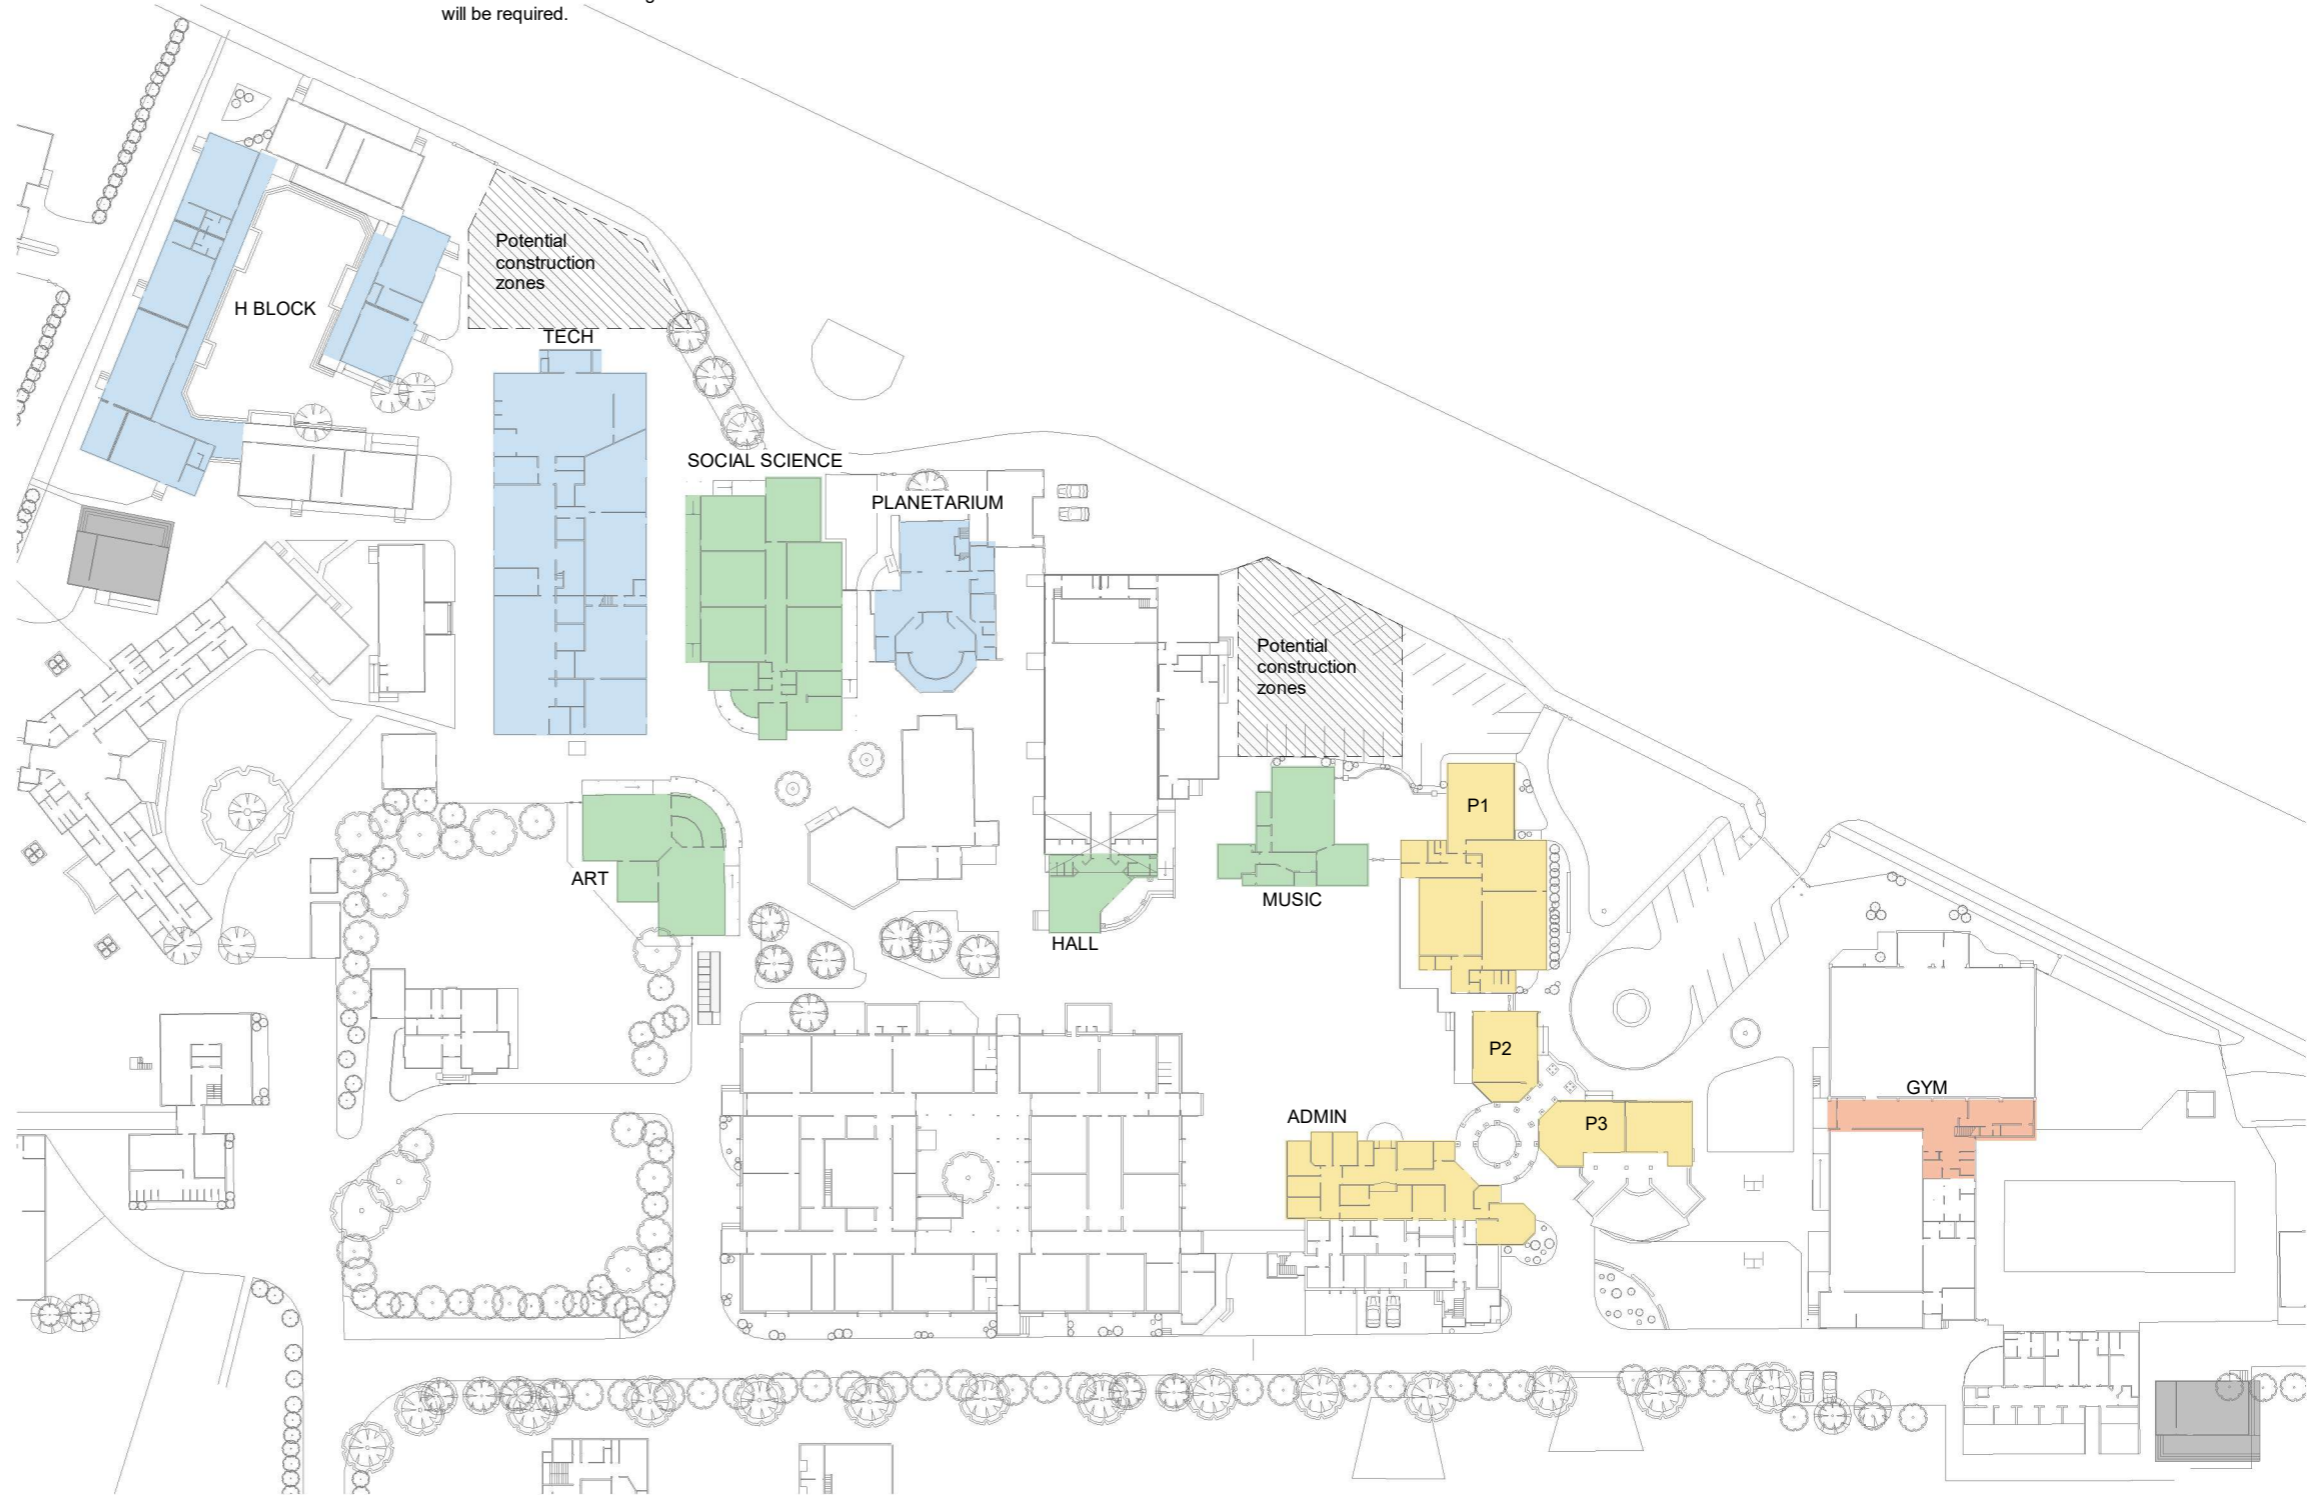 will be required.
Potential
construction
zones
H BLOCK
TECH
SOCIAL SCIENCE
PLANETARIUM
Potential
construction
zones
P1
ART
MUSIC
HALL
P2
GYM
ADMIN
P3